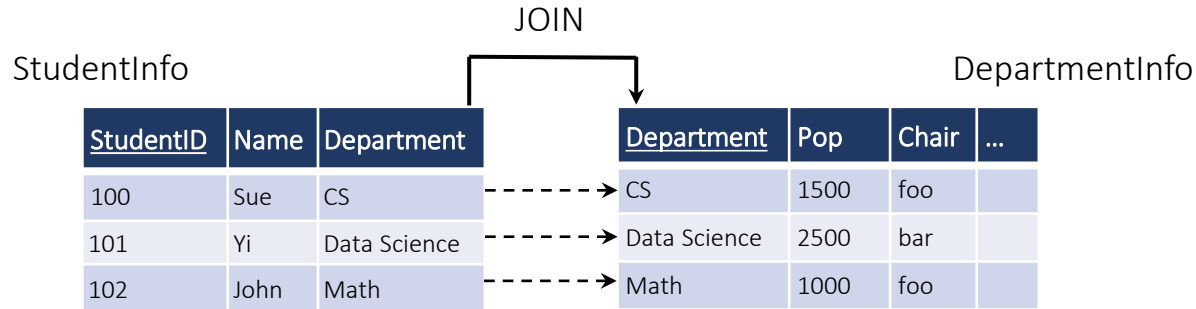 JOIN
StudentInfo
DepartmentInfo
StudentID Name Department
100 Sue CS
101 Yi Data Science
102 John Math
Department Pop Chair ...
CS 1500 foo
Data Science 2500 bar
Math 1000 foo